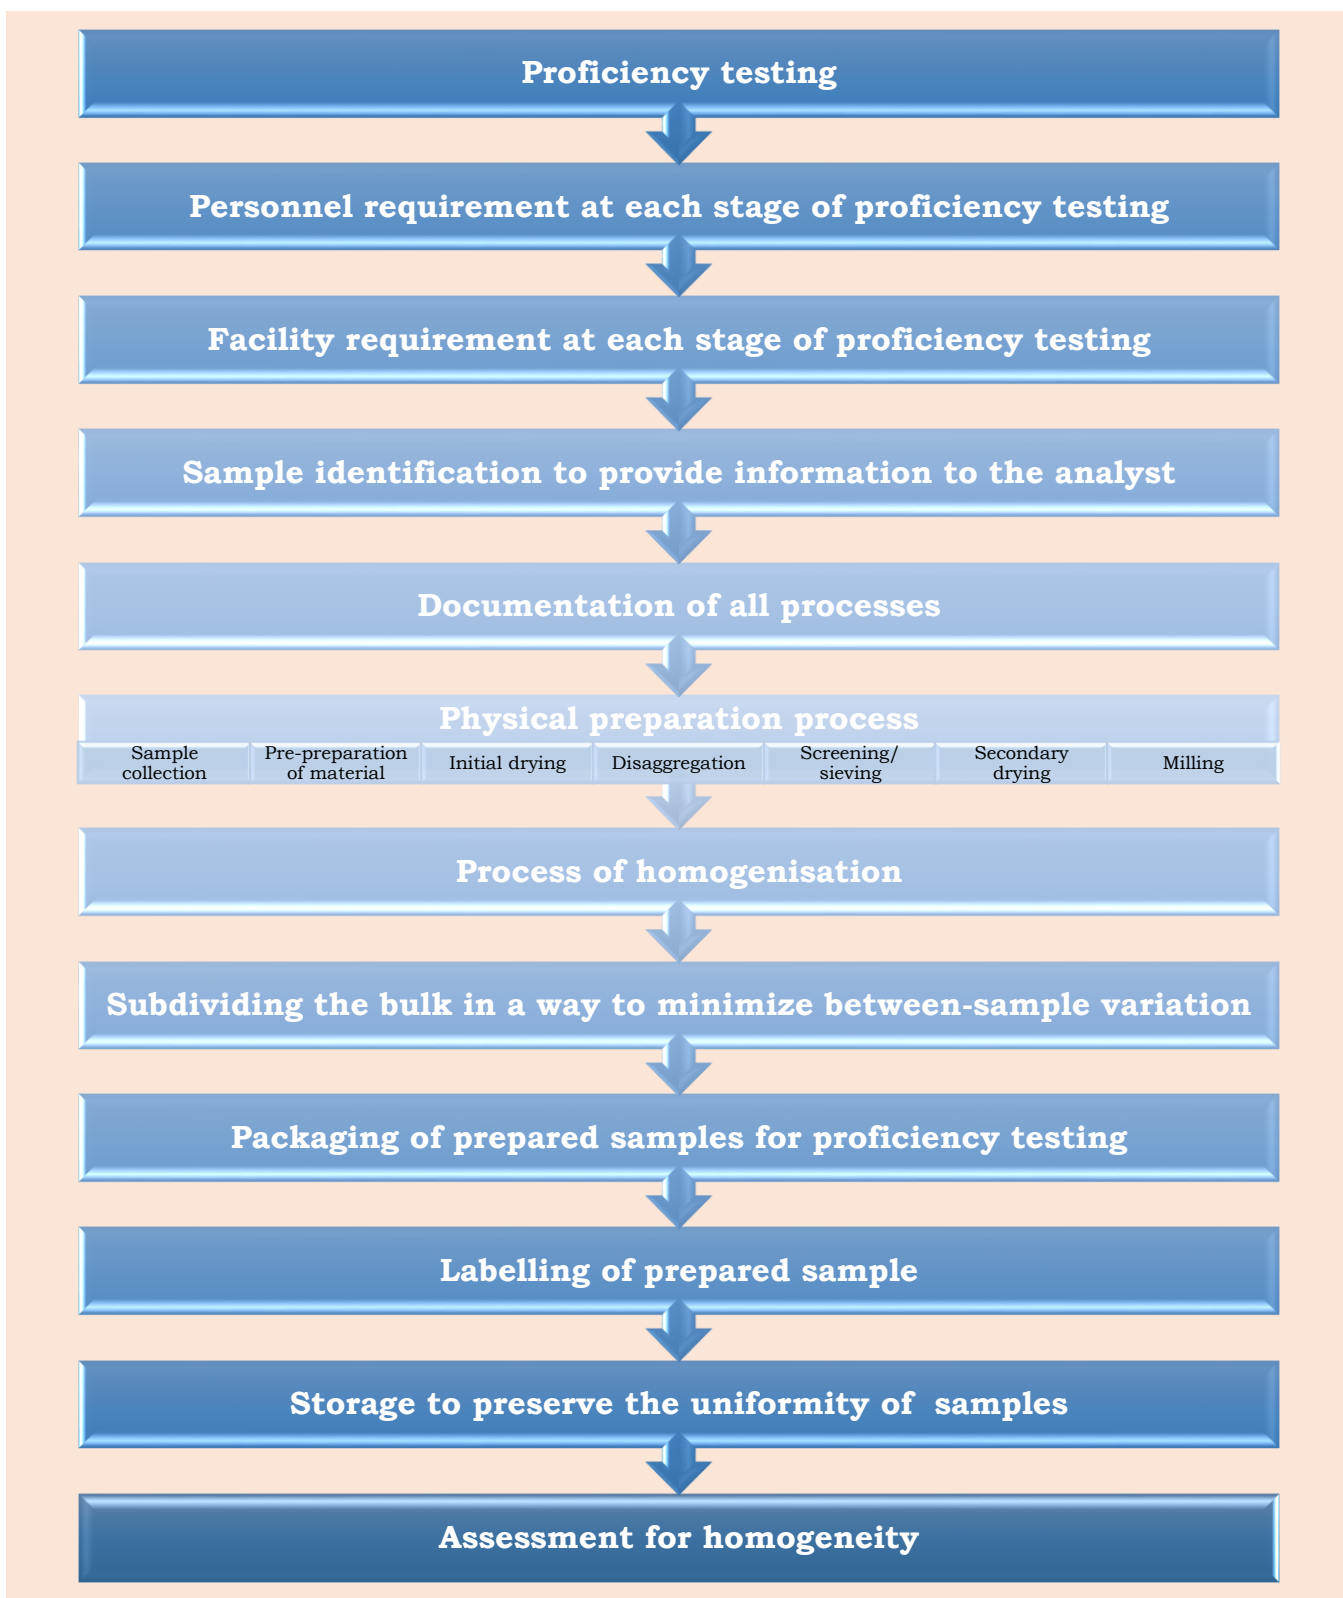 Proficiency testing
Personnel requirement at each stage of proficiency testing
Facility requirement at each stage of proficiency testing
Sample identification to provide information to the analyst
Documentation of all processes
Physical preparation process
Sample
collection
Pre-preparation
of material
Initial drying
Disaggregation
Screening/
sieving
Secondary
drying
Milling
Process of homogenisation
Subdividing the bulk in a way to minimize between-sample variation
Packaging of prepared samples for proficiency testing
Labelling of prepared sample
Storage to preserve the uniformity of  samples
Assessment for homogeneity